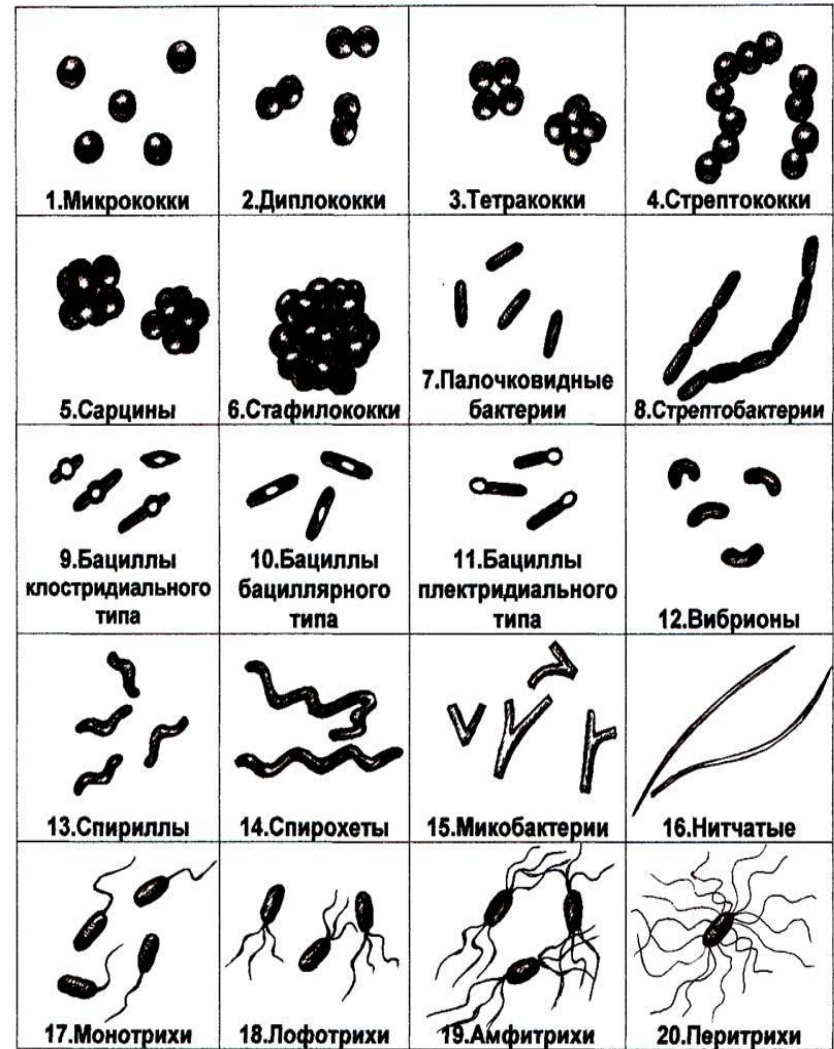 1.Микрококки
2.Диплококки
3.Тетракокки
4.Стрептококки
5.Сарцины
6.Стафилококки
7.Палочковидные
бактерии
8.Стрептобактерии
9.Бациллы
клостридиального
типа
10.Бациллы
бациллярного
типа
11.Бациллы
плектридиального
типа
12.Вибрионы
13.Спириллы
14.Спирохеты
15.Микобактерии
16.Нитчатые
17.Монотрихи
18.Лофотрихи
19.Амфитрихи
20.Перитрихи